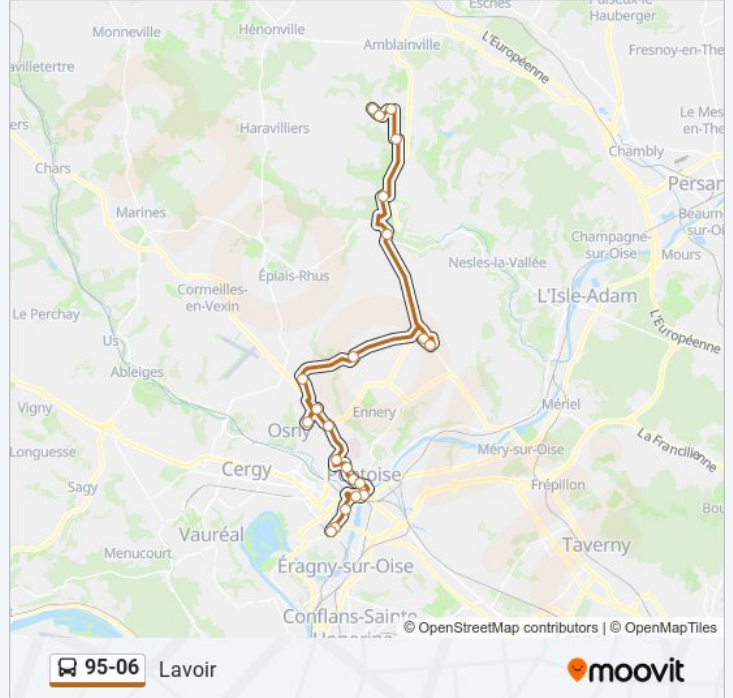 Esches
Hauberger
Monneville
Hénonville
Amblainville
L'Européenne
Fresnoy-en-The
avilletertre
Le Mes
en-The
ers
Haravilliers
Chambly
Chars
Persan
Marines
Beaum
sur-Oi
Champagne-
sur-Oise
Mours
Nesles-la-Vallée
Épiais-Rhus
Cormeilles-
en-Vexin
L'Isle-Adam
Le Perchay
L'Européenne
Us
Ableiges
Vigny
Ennery
Mériel
Osny
La Francilienne
Longuesse
Méry-sur-Oise
Cergy
Pontoise
Sagy
Frépillon
Bou
Vauréal
Taverny
Menucourt
Éragny-sur-Oise
Conflans-Sainte-
Honorine
© OpenStreetMap contributors | © OpenMapTiles
95-06 Lavoir
moovit